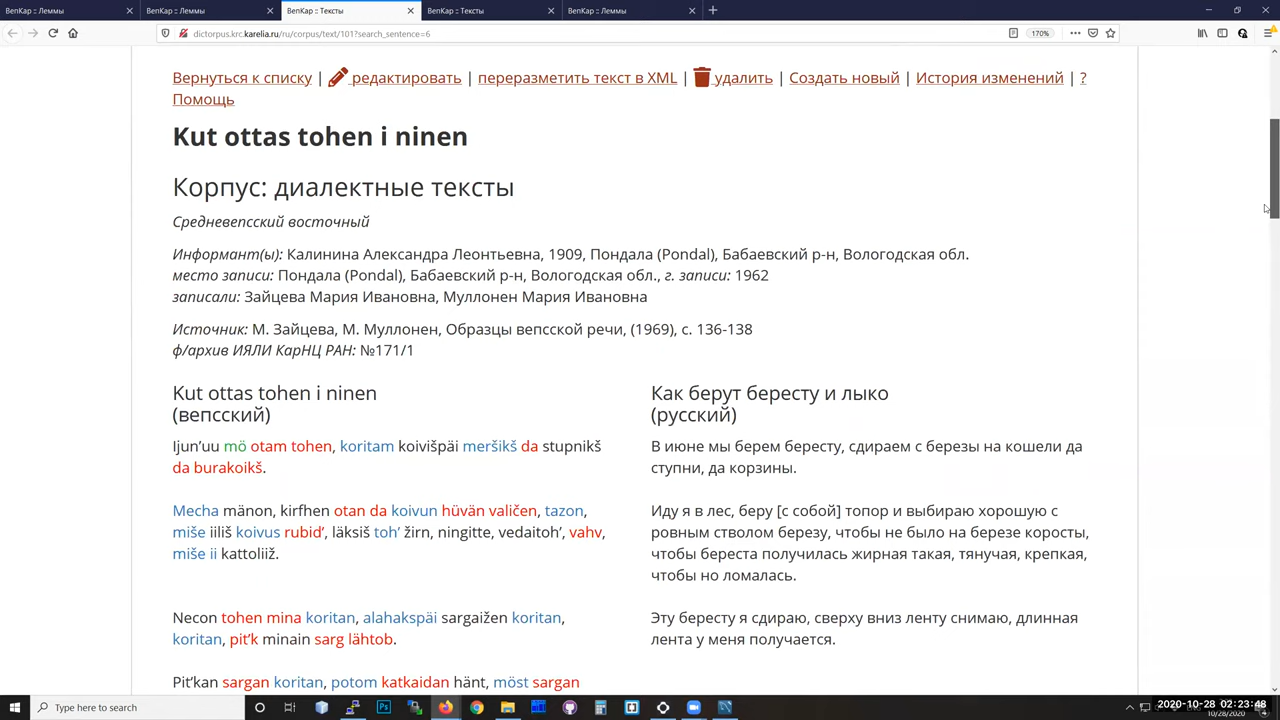 ВепКар :: Леммы
ВепКар :: Леммы
ВепКар :: Тексты
ВепКар :: Тексты
ВепКар :: Леммы
dictorpus.krc.karelia.ru/ru/corpus/text/101?search_sentence=6
170%
Вернуться к списку | редактировать | переразметить текст в XML | удалить | Создать новый | История изменений | ?
Помощь
Kut ottas tohen i ninen
Корпус: диалектные тексты
Средневепсский восточный
Информант(ы): Калинина Александра Леонтьевна, 1909, Пондала (Pondal), Бабаевский р-н, Вологодская обл.
место записи: Пондала (Pondal), Бабаевский р-н, Вологодская обл., г. записи: 1962
записали: Зайцева Мария Ивановна, Муллонен Мария Ивановна
Источник: М. Зайцева, М. Муллонен, Образцы вепсской речи, (1969), с. 136-138
ф/архив ИЯЛИ КарНЦ РАН: №171/1
Kut ottas tohen i ninen
(вепсский)
Ijun’uu mö otam tohen, koritam koivišpäi meršikš da stupnikš
da burakoikš.
Mecha mänon, kirfhen otan da koivun hüvän valičen, tazon,
miše iiliš koivus rubid’, läksiš toh’ žirn, ningitte, vedaitoh’, vahv,
miše ii kattoliiž.
Necon tohen mina koritan, alahakspäi sargaižen koritan,
koritan, pit’k minain sarg lähtob.
Pit’kan sargan koritan, potom katkaidan hänt, möst sargan
Как берут бересту и лыко
(русский)
В июне мы берем бересту, сдираем с березы на кошели да
ступни, да корзины.
Иду я в лес, беру [с собой] топор и выбираю хорошую с
ровным стволом березу, чтобы не было на березе коросты,
чтобы береста получилась жирная такая, тянучая, крепкая,
чтобы но ломалась.
Эту бересту я сдираю, сверху вниз ленту снимаю, длинная
лента у меня получается.
Type here to search
2020-10-28 02:23:48
10/28/2020